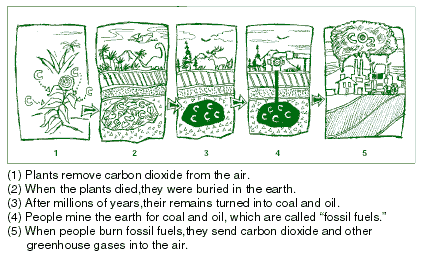 C C C C
C C C C C
C C C C
C C C C
C O C
1 2 3 4 5
(1) Plants remove carbon dioxide from the air.
(2) When the plants died,they were buried in the earth.
(3) After millions of years,their remains turned into coal and oil.
(4) People mine the earth for coal and oil, which are called “fossil fuels.”
(5) When people burn fossil fuels,they send carbon dioxide and other
greenhouse gases into the air.